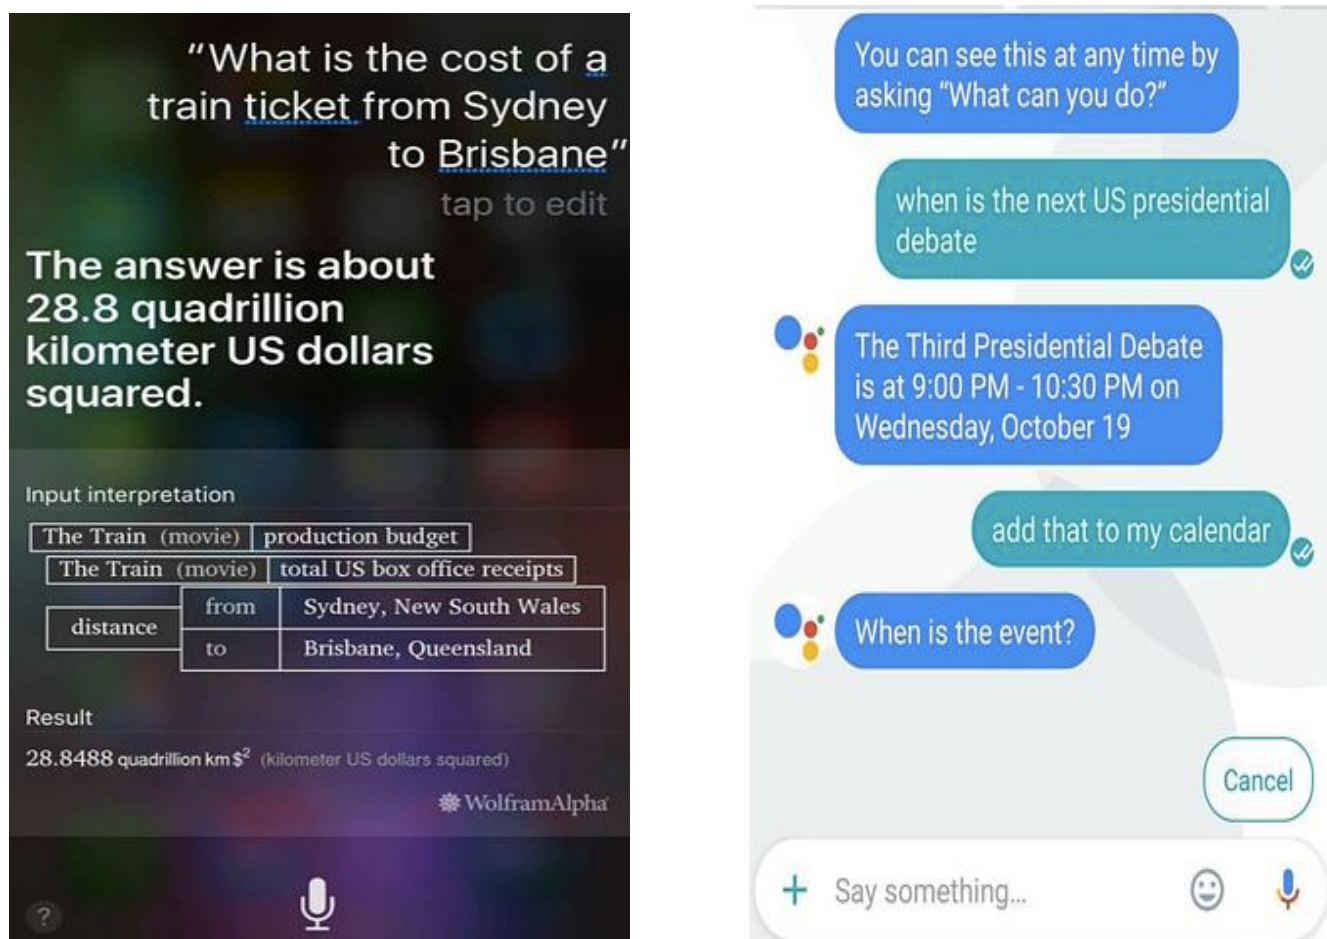 “What is the cost of a
train ticket from Sydney
to Brisbane”
tap to edit
The answer is about
28.8 quadrillion
kilometer US dollars
squared.
Input interpretation
The Train (movie) production budget
The Train (movie) total US box office receipts
distance
from Sydney, New South Wales
to Brisbane, Queensland
Result
28.8488 quadrillion km $² (kilometer US dollars squared)
WolframAlpha
?
You can see this at any time by
asking “What can you do?”
when is the next US presidential
debate
The Third Presidential Debate
is at 9:00 PM - 10:30 PM on
Wednesday, October 19
add that to my calendar
When is the event?
Cancel
+ Say something...